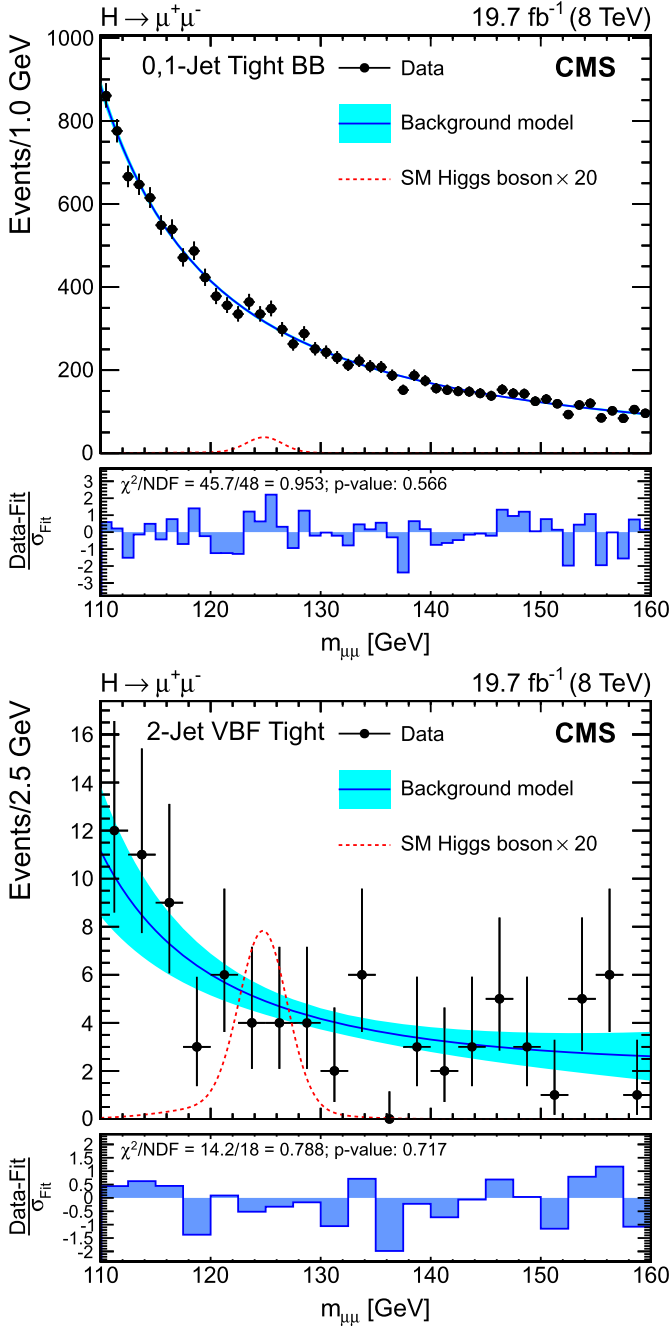 H → μ⁺μ⁻ 19.7 fb⁻¹ (8 TeV)
0,1-Jet Tight BB
CMS
Data
Background model
SM Higgs boson × 20
Events/1.0 GeV
1000
800
600
400
200
0
χ²/NDF = 45.7/48 = 0.953; p-value: 0.566
Data-Fit
σFit
3
2
1
0
-1
-2
-3
110 120 130 140 150 160
mμμ [GeV]
H → μ⁺μ⁻ 19.7 fb⁻¹ (8 TeV)
2-Jet VBF Tight
CMS
Data
Background model
SM Higgs boson × 20
Events/2.5 GeV
16
14
12
10
8
6
4
2
0
χ²/NDF = 14.2/18 = 0.788; p-value: 0.717
Data-Fit
σFit
2
1.5
0.5
0
-0.5
-1
-1.5
-2
110 120 130 140 150 160
mμμ [GeV]